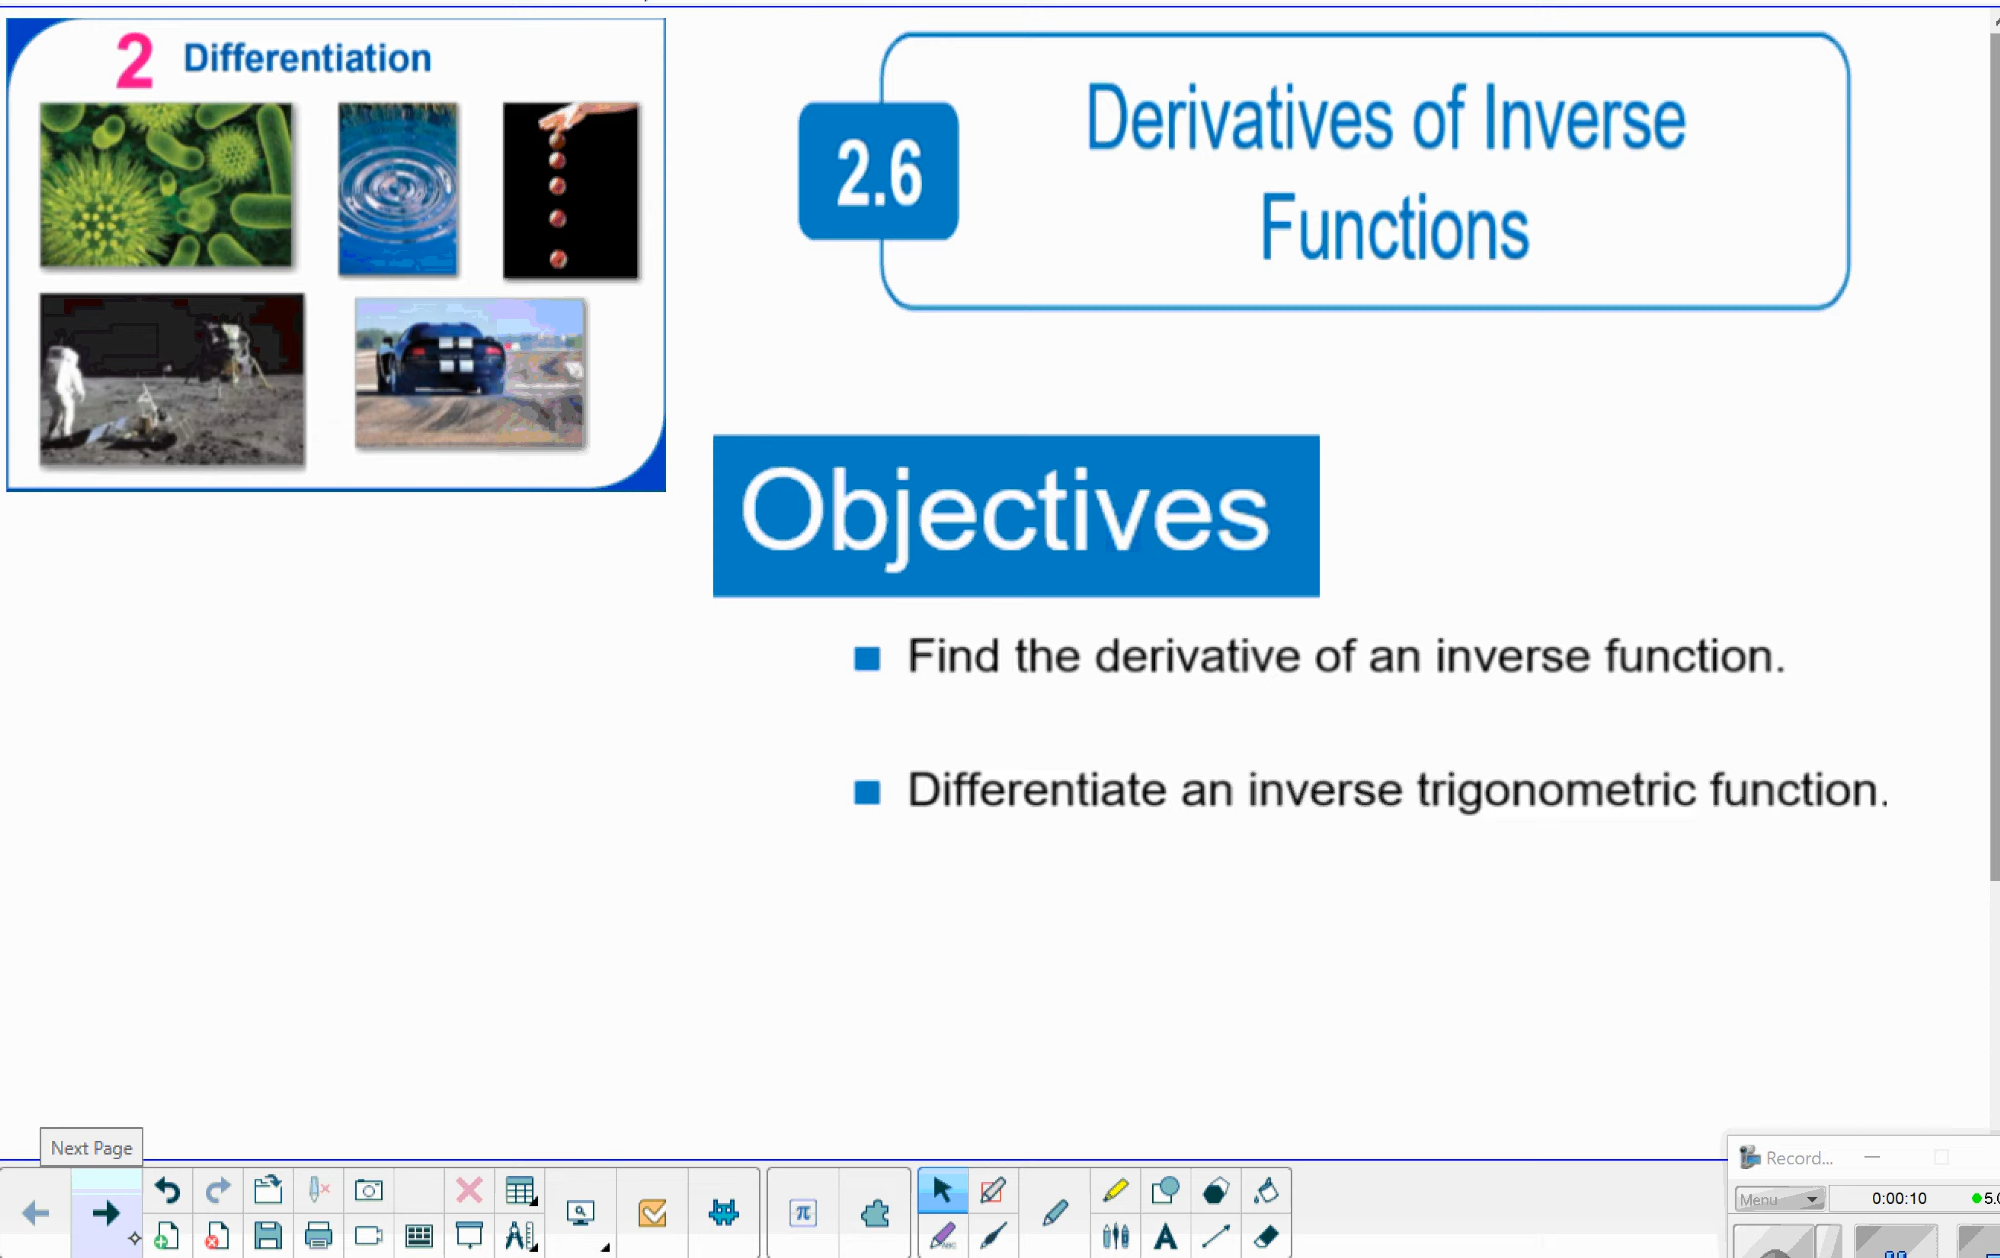 2 Differentiation
2.6
Derivatives of Inverse
Functions
Objectives
Find the derivative of an inverse function.
Differentiate an inverse trigonometric function.
Next Page
Record...
Menu
0:00:10
π
A